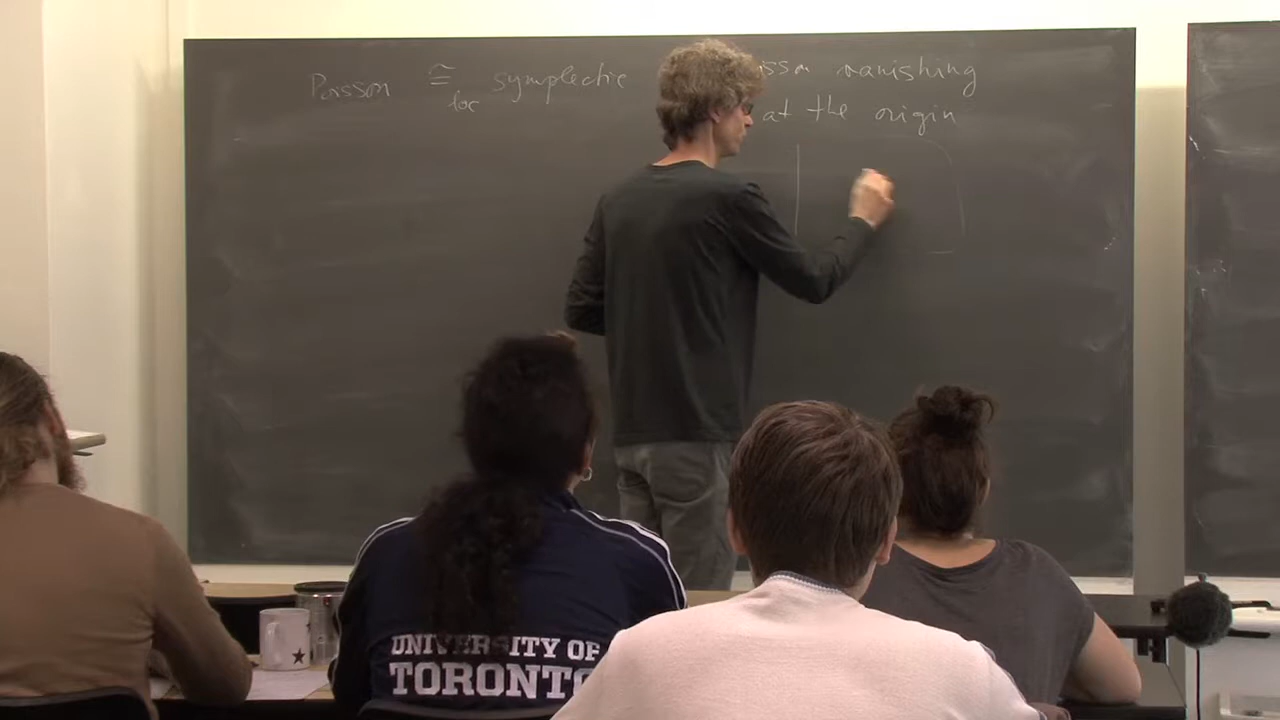 Poisson ≅ symplectic
loc
vanishing
at the origin
UNIVERSITY OF
TORONTO